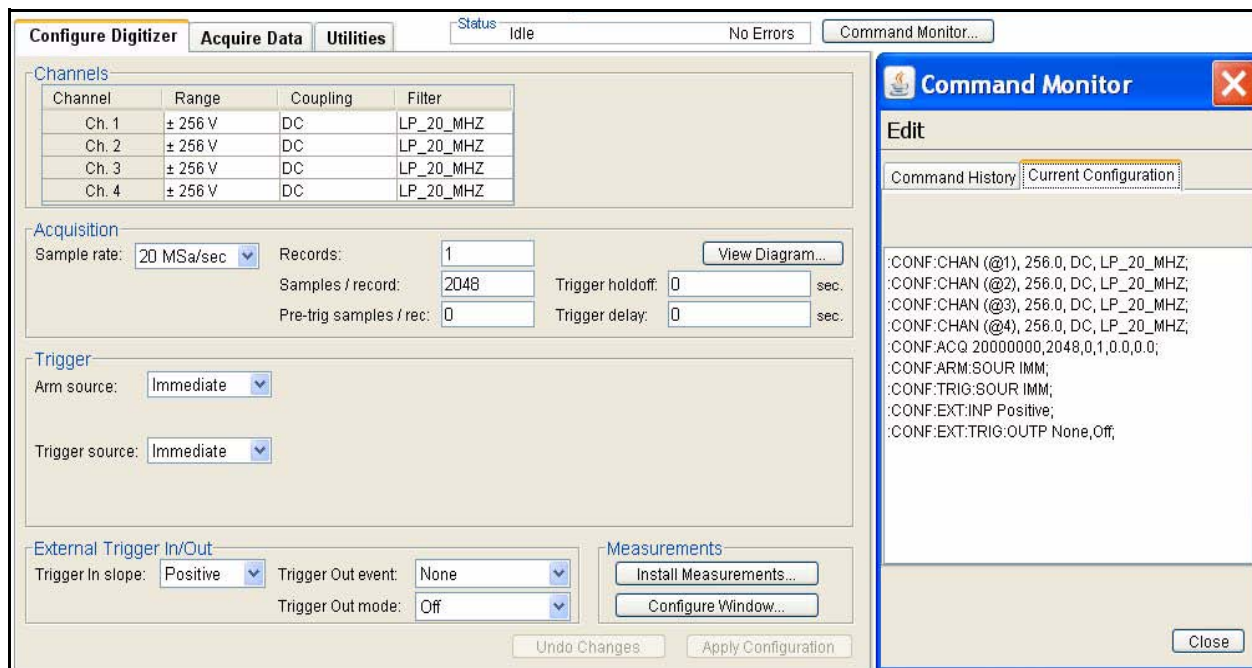 Configure Digitizer Acquire Data Utilities
Status
Idle No Errors
Command Monitor...
Channels
Channel Range Coupling Filter
Ch. 1 ± 256 V DC LP_20_MHZ
Ch. 2 ± 256 V DC LP_20_MHZ
Ch. 3 ± 256 V DC LP_20_MHZ
Ch. 4 ± 256 V DC LP_20_MHZ
Acquisition
Sample rate: 20 MSa/sec Records: 1 View Diagram...
Samples / record: 2048 Trigger holdoff: 0 sec.
Pre-trig samples / rec: 0 Trigger delay: 0 sec.
Trigger
Arm source: Immediate
Trigger source: Immediate
External Trigger In/Out
Trigger In slope: Positive Trigger Out event: None
Trigger Out mode: Off
Measurements
Install Measurements...
Configure Window...
Undo Changes Apply Configuration
Command Monitor
Edit
Command History Current Configuration
:CONF:CHAN (@1), 256.0, DC, LP_20_MHZ;
:CONF:CHAN (@2), 256.0, DC, LP_20_MHZ;
:CONF:CHAN (@3), 256.0, DC, LP_20_MHZ;
:CONF:CHAN (@4), 256.0, DC, LP_20_MHZ;
:CONF:ACQ 20000000,2048,0,1,0.0,0.0;
:CONF:ARM:SOUR IMM;
:CONF:TRIG:SOUR IMM;
:CONF:EXT:INP Positive;
:CONF:EXT:TRIG:OUTP None,Off;
Close